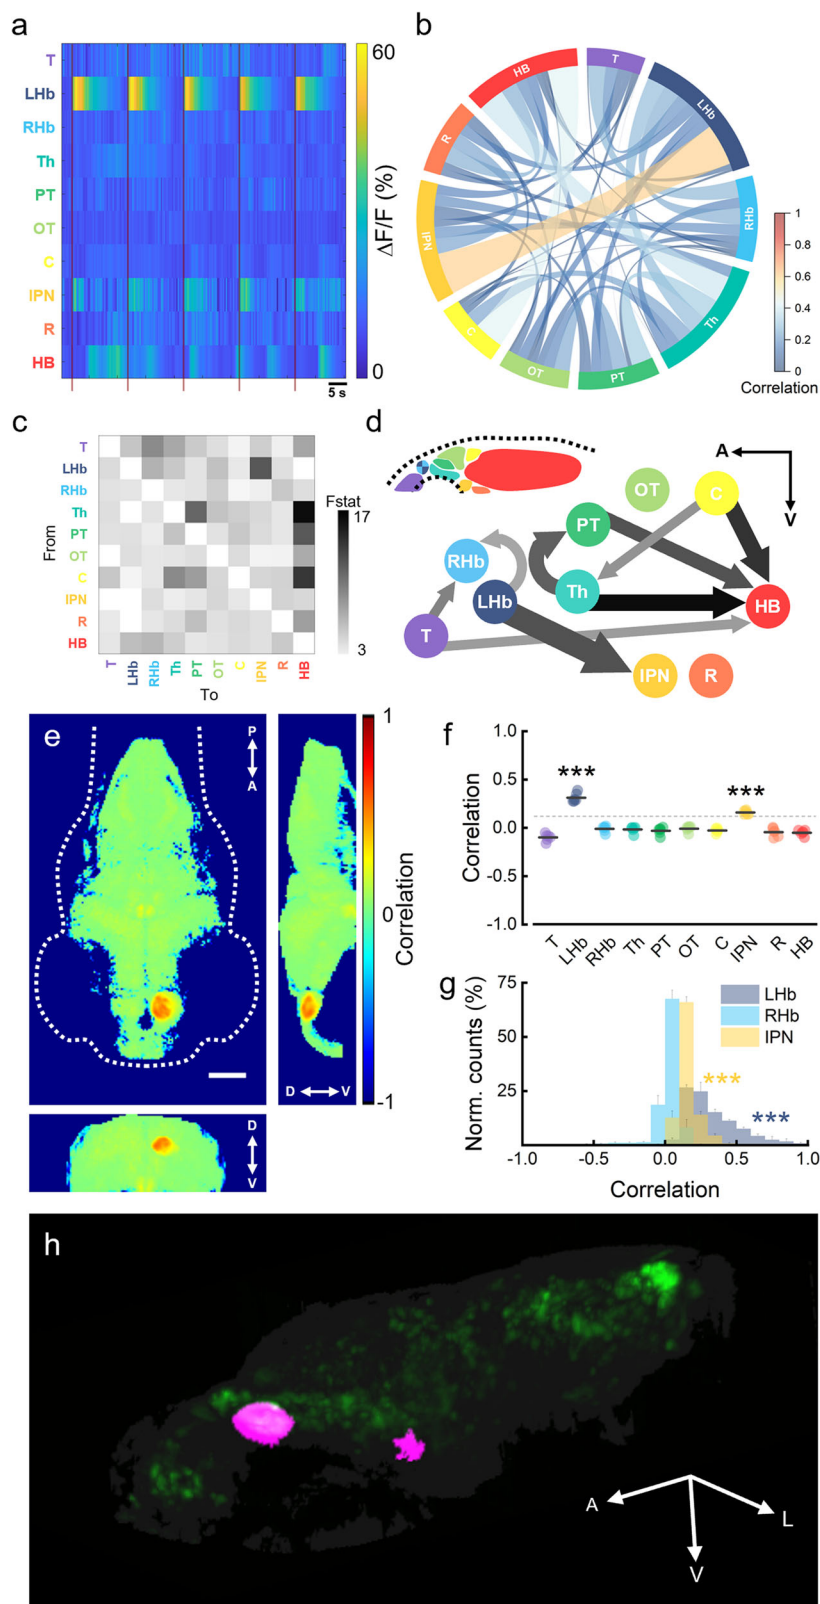 a
T
LHb
RHb
Th
PT
OT
C
IPN
R
HB
60
ΔF/F (%)
0
5 s
b
T
LHb
RHb
Th
PT
OT
C
IPN
R
HB
1
0.8
0.6
0.4
0.2
0
Correlation
c
From
T
LHb
RHb
Th
PT
OT
C
IPN
R
HB
T
LHb
RHb
Th
PT
OT
C
IPN
R
HB
To
Fstat
17
3
d
A
V
OT
C
PT
RHb
Th
LHb
HB
T
IPN
R
e
P
A
D V
D
V
1
0
-1
Correlation
f
Correlation
1.0
0.5
0.0
-0.5
-1.0
***
***
T
LHb
RHb
Th
PT
OT
C
IPN
R
HB
g
Norm. counts (%)
75
50
25
LHb
RHb
IPN
***
***
-1.0 -0.5 0.0 0.5 1.0
Correlation
h
A
L
V